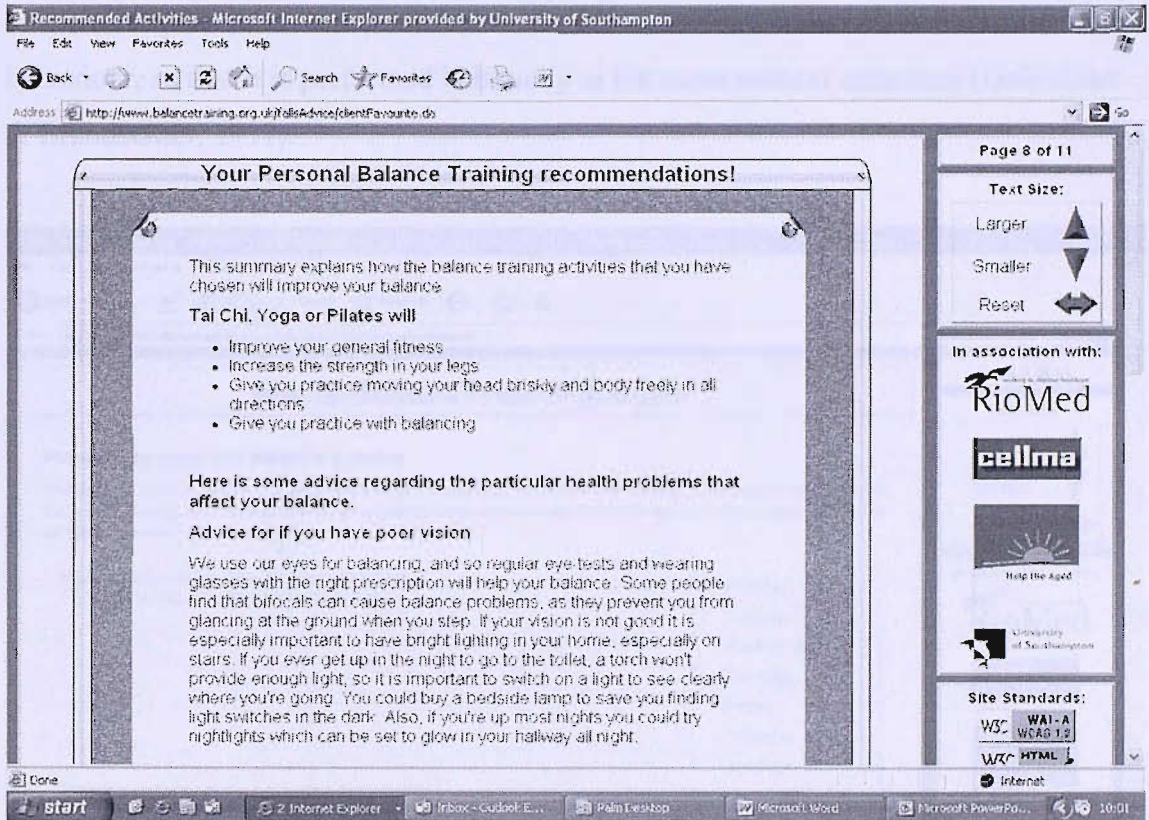 Recommended Activities - Microsoft Internet Explorer provided by University of Southampton
File Edit View Favorites Tools Help
Back Search Favorites
Address http://www.balancetraining.org.uk/fallsAdvice/clientFavourite.do Go
Page 8 of 11
Your Personal Balance Training recommendations!
Text Size:
Larger
Smaller
Reset
This summary explains how the balance training activities that you have
chosen will improve your balance.
Tai Chi, Yoga or Pilates will
• Improve your general fitness
• Increase the strength in your legs
• Give you practice moving your head briskly and body freely in all
directions
• Give you practice with balancing
Here is some advice regarding the particular health problems that
affect your balance.
Advice for if you have poor vision
We use our eyes for balancing, and so regular eye-tests and wearing
glasses with the right prescription will help your balance. Some people
find that bifocals can cause balance problems, as they prevent you from
glancing at the ground when you step. If your vision is not good it is
especially important to have bright lighting in your home, especially on
stairs. If you ever get up in the night to go to the toilet, a torch won't
provide enough light, so it is important to switch on a light to see clearly
where you're going. You could buy a bedside lamp to save you finding
light switches in the dark. Also, if you're up most nights you could try
nightlights which can be set to glow in your hallway all night.
In association with:
RioMed
cellma
Help the Aged
University
of Southampton
Site Standards:
W3C WAI-A
WCAG 1.0
W3C HTML
Done
Internet
start 2 Internet Explorer Inbox - Outlook E... Palm Desktop Microsoft Word Microsoft PowerPo... 10:01